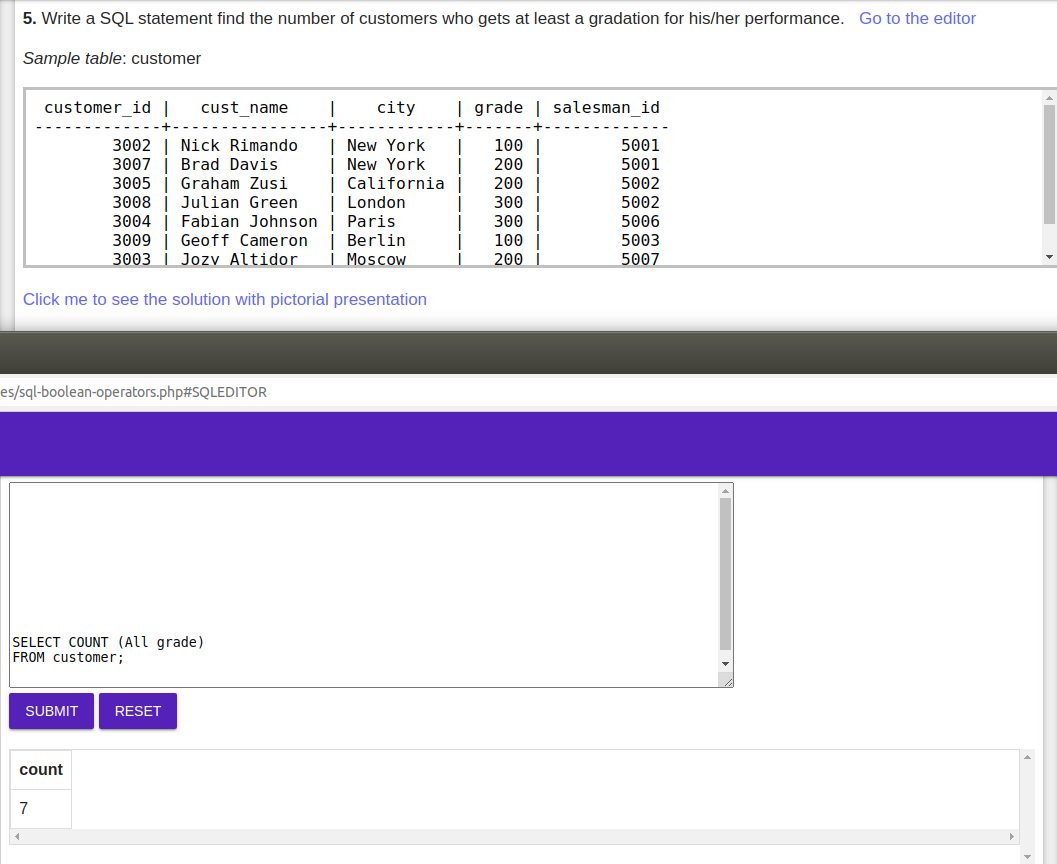 5. Write a SQL statement find the number of customers who gets at least a gradation for his/her performance. Go to the editor
Sample table: customer
customer_id | cust_name | city | grade | salesman_id
-------------+----------------+------------+-------+-------------
3002 | Nick Rimando | New York | 100 | 5001
3007 | Brad Davis | New York | 200 | 5001
3005 | Graham Zusi | California | 200 | 5002
3008 | Julian Green | London | 300 | 5002
3004 | Fabian Johnson | Paris | 300 | 5006
3009 | Geoff Cameron | Berlin | 100 | 5003
3003 | Jozy Altidor | Moscow | 200 | 5007
Click me to see the solution with pictorial presentation
es/sql-boolean-operators.php#SQLEDITOR
SELECT COUNT (All grade)
FROM customer;
SUBMIT RESET
count
7